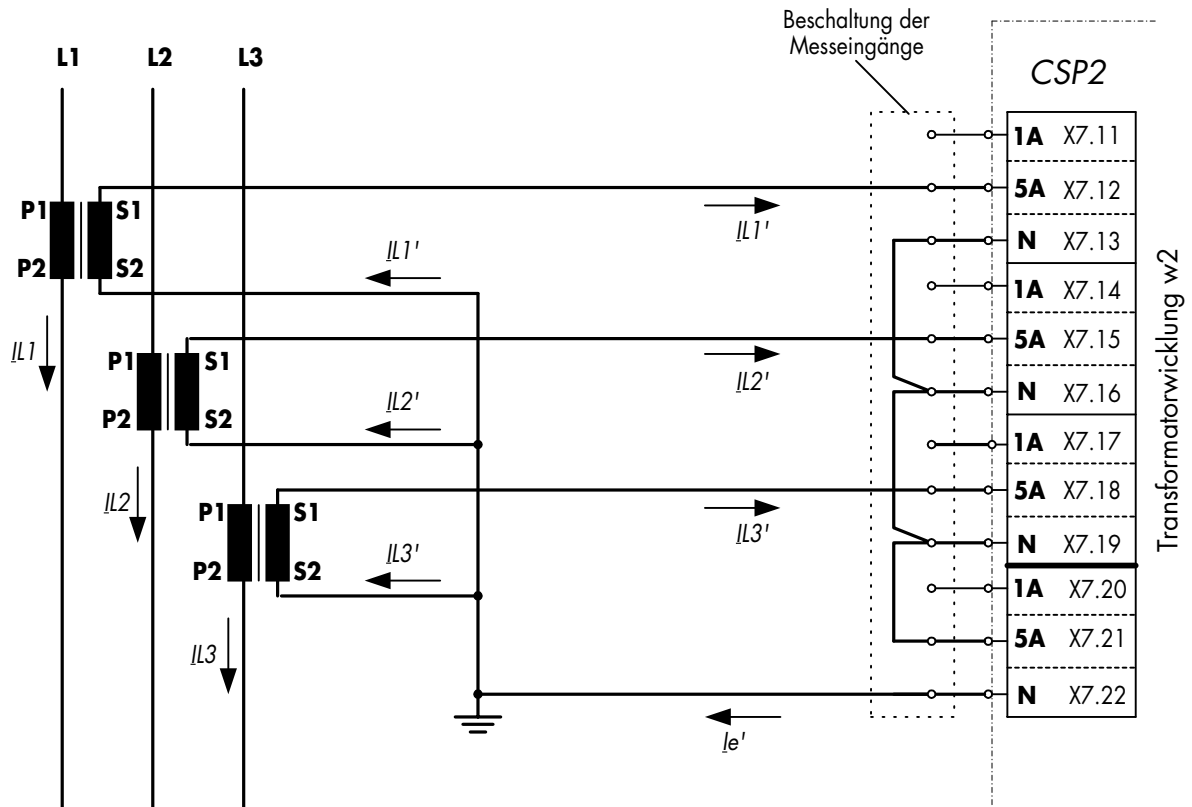 Beschaltung der
Messeingänge
L1 L2 L3
CSP2
1A X7.11
5A X7.12
N X7.13
1A X7.14
5A X7.15
N X7.16
1A X7.17
5A X7.18
N X7.19
1A X7.20
5A X7.21
N X7.22
Transformatorwicklung w2
P1 S1
P2 S2
IL1
IL1'
IL1'
P1 S1
P2 S2
IL2
IL2'
IL2'
P1 S1
P2 S2
IL3
IL3'
IL3'
Ie'